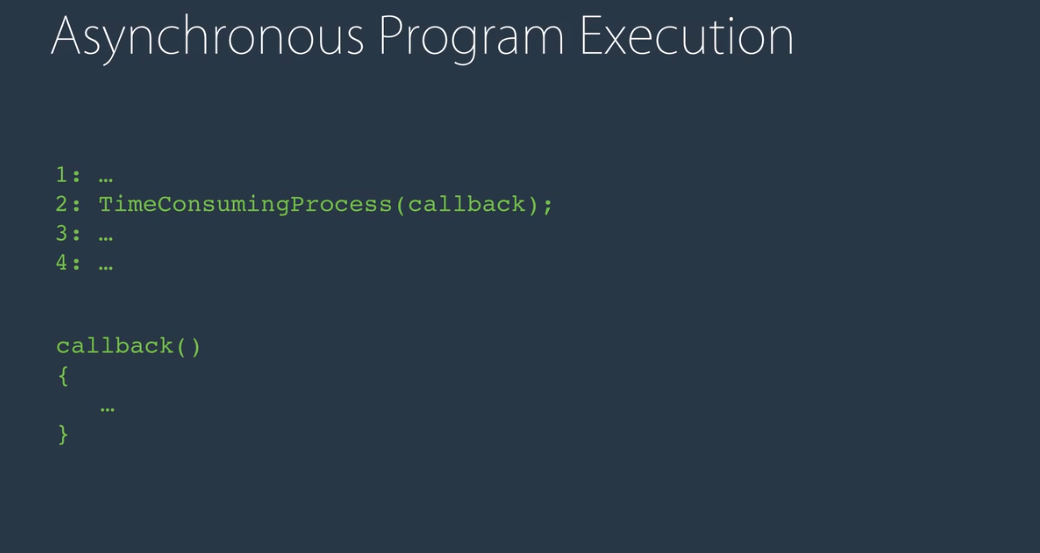 Asynchronous Program Execution
1: …
2: TimeConsumingProcess(callback);
3: …
4: …
callback()
{
…
}